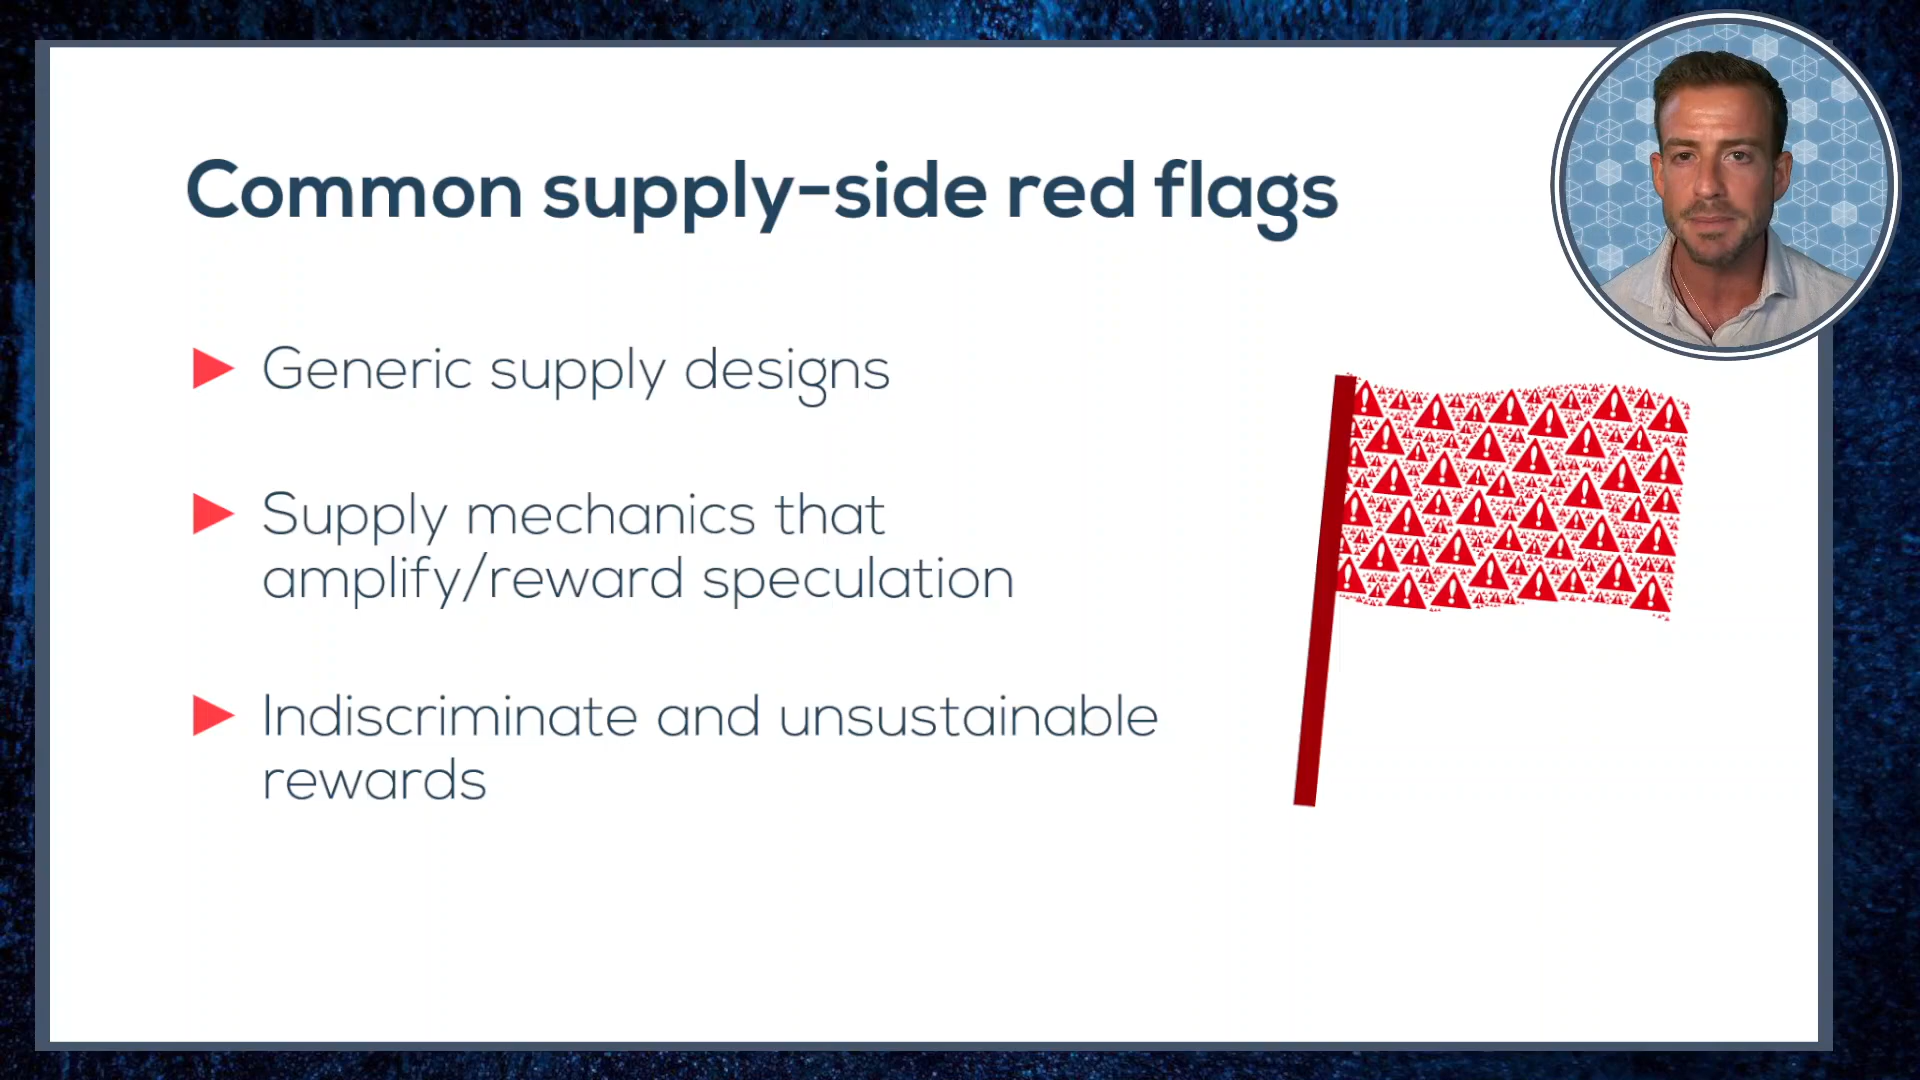 Common supply-side red flags
Generic supply designs
Supply mechanics that
amplify/reward speculation
Indiscriminate and unsustainable
rewards